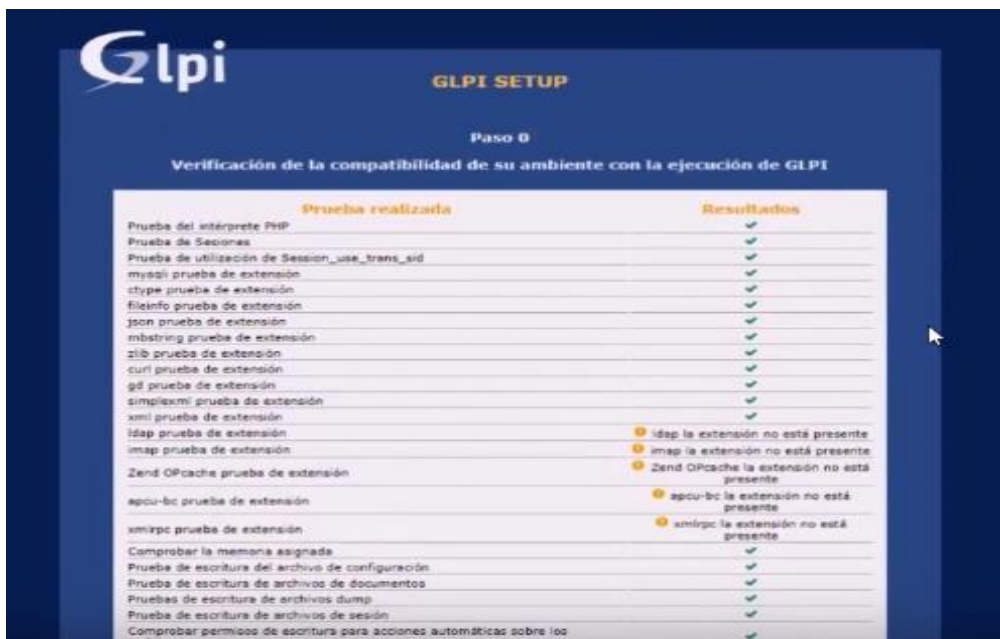 Glpi
GLPI SETUP
Paso 0
Verificación de la compatibilidad de su ambiente con la ejecución de GLPI
Prueba realizada Resultados
Prueba del intérprete PHP
Prueba de Sesiones
Prueba de utilización de Session_use_trans_sid
mysqli prueba de extensión
ctype prueba de extensión
fileinfo prueba de extensión
json prueba de extensión
mbstring prueba de extensión
zlib prueba de extensión
curl prueba de extensión
gd prueba de extensión
simplexml prueba de extensión
xml prueba de extensión
ldap prueba de extensión ldap la extensión no está presente
imap prueba de extensión imap la extensión no está presente
Zend OPcache prueba de extensión Zend OPcache la extensión no está
presente
apcu-bc prueba de extensión apcu-bc la extensión no está
presente
xmlrpc prueba de extensión xmlrpc la extensión no está
presente
Comprobar la memoria asignada
Prueba de escritura del archivo de configuración
Prueba de escritura de archivos de documentos
Pruebas de escritura de archivos dump
Prueba de escritura de archivos de sesión
Comprobar permisos de escritura para acciones automáticas sobre los